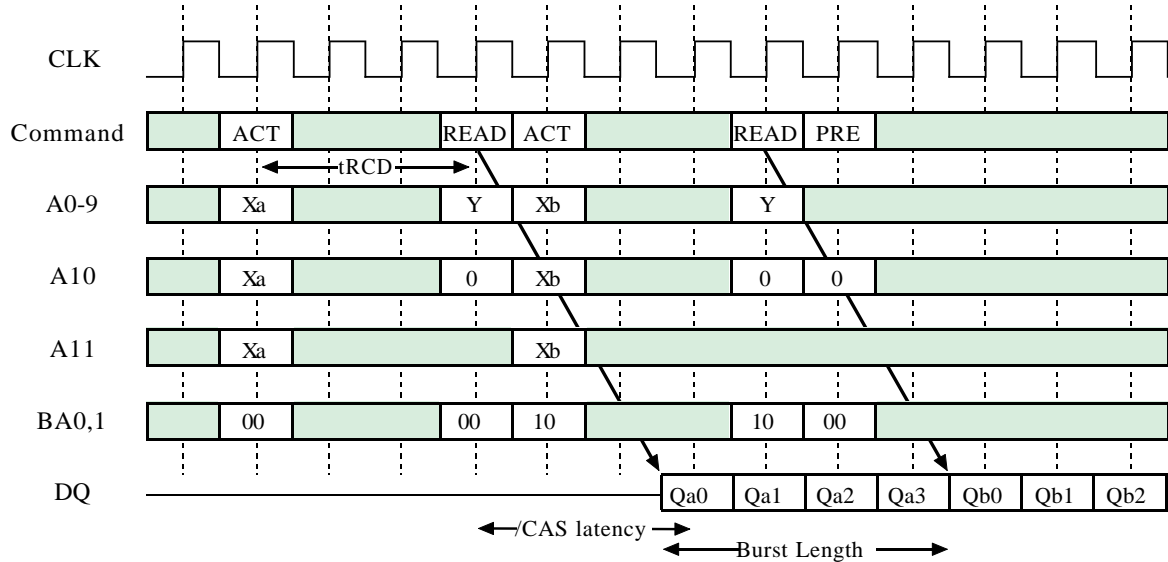 CLK
Command ACT READ ACT READ PRE
tRCD
A0-9 Xa Y Xb Y
A10 Xa 0 Xb 0 0
A11 Xa Xb
BA0,1 00 00 10 10 00
DQ Qa0 Qa1 Qa2 Qa3 Qb0 Qb1 Qb2
/CAS latency
Burst Length